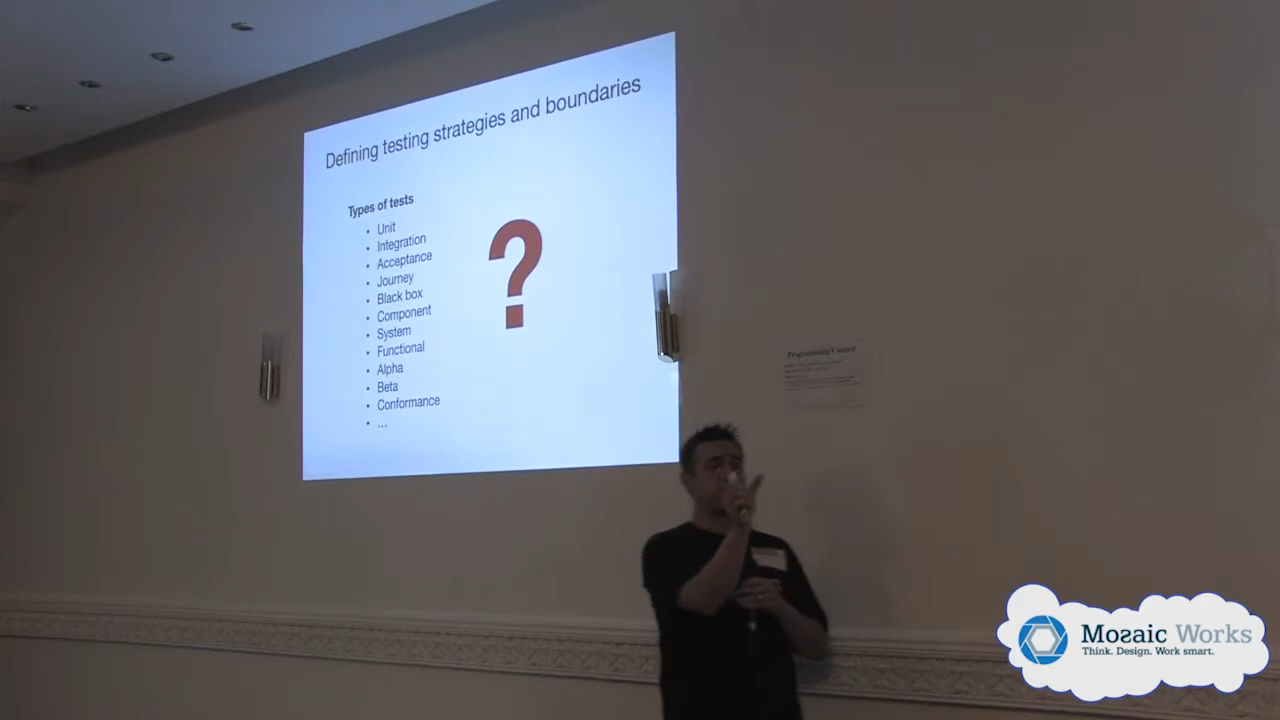 Defining testing strategies and boundaries
Types of tests
• Unit
• Integration
• Acceptance
• Journey
• Black box
• Component
• System
• Functional
• Alpha
• Beta
• Conformance
• ...
?
Programming Contest
Mozaic Works
Think. Design. Work smart.